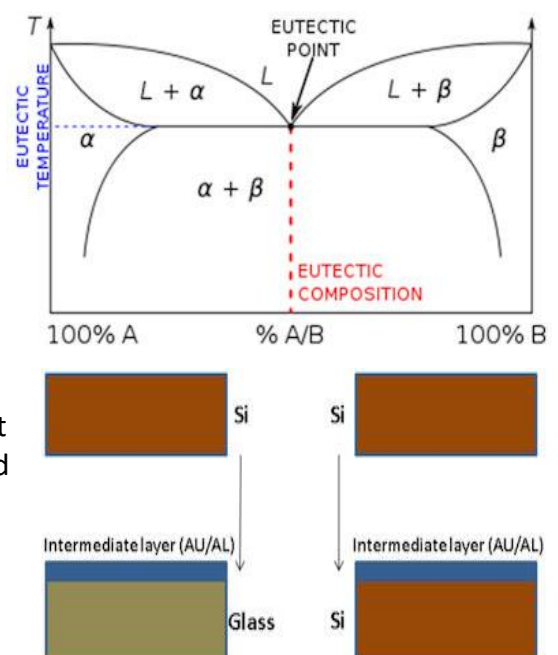 T
EUTECTIC
POINT
L
L + α
L + β
EUTECTIC
TEMPERATURE
α
β
α + β
EUTECTIC
COMPOSITION
100% A
% A/B
100% B
Si
Si
t
d
Intermediate layer (AU/AL)
Intermediate layer (AU/AL)
Glass
Si